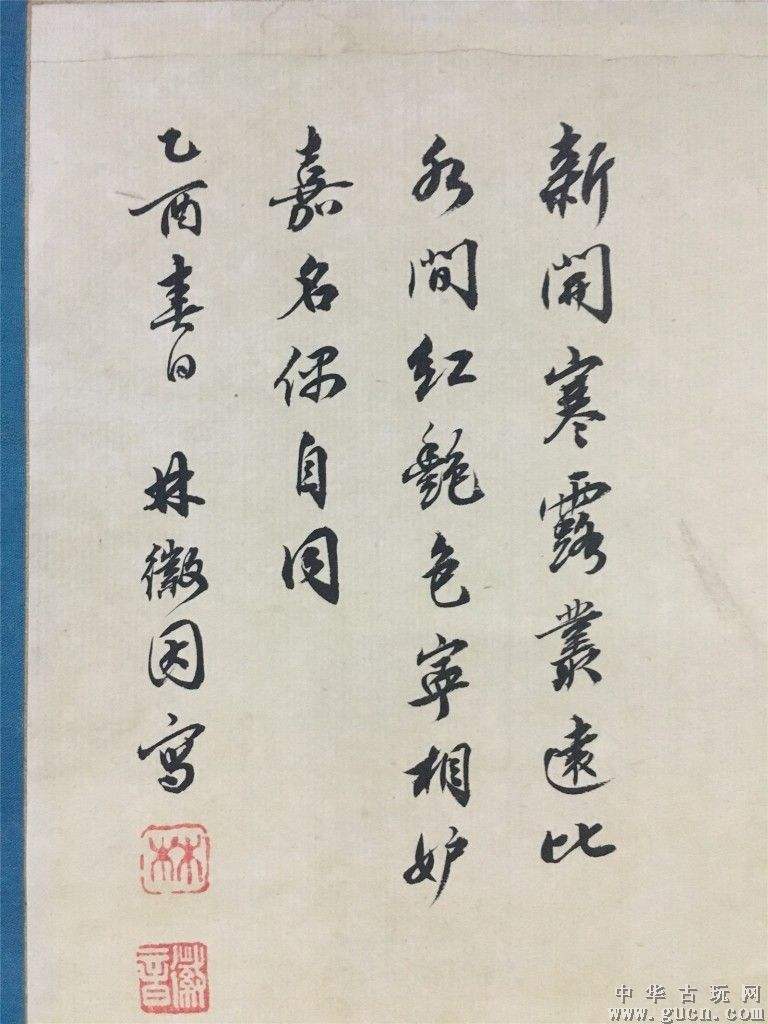 新開寒露叢遠比
水間紅艶色寧相妒
嘉名偶自同
乙酉春日 林徽因寫
林
徽音
中华古玩网
www.gucn.com